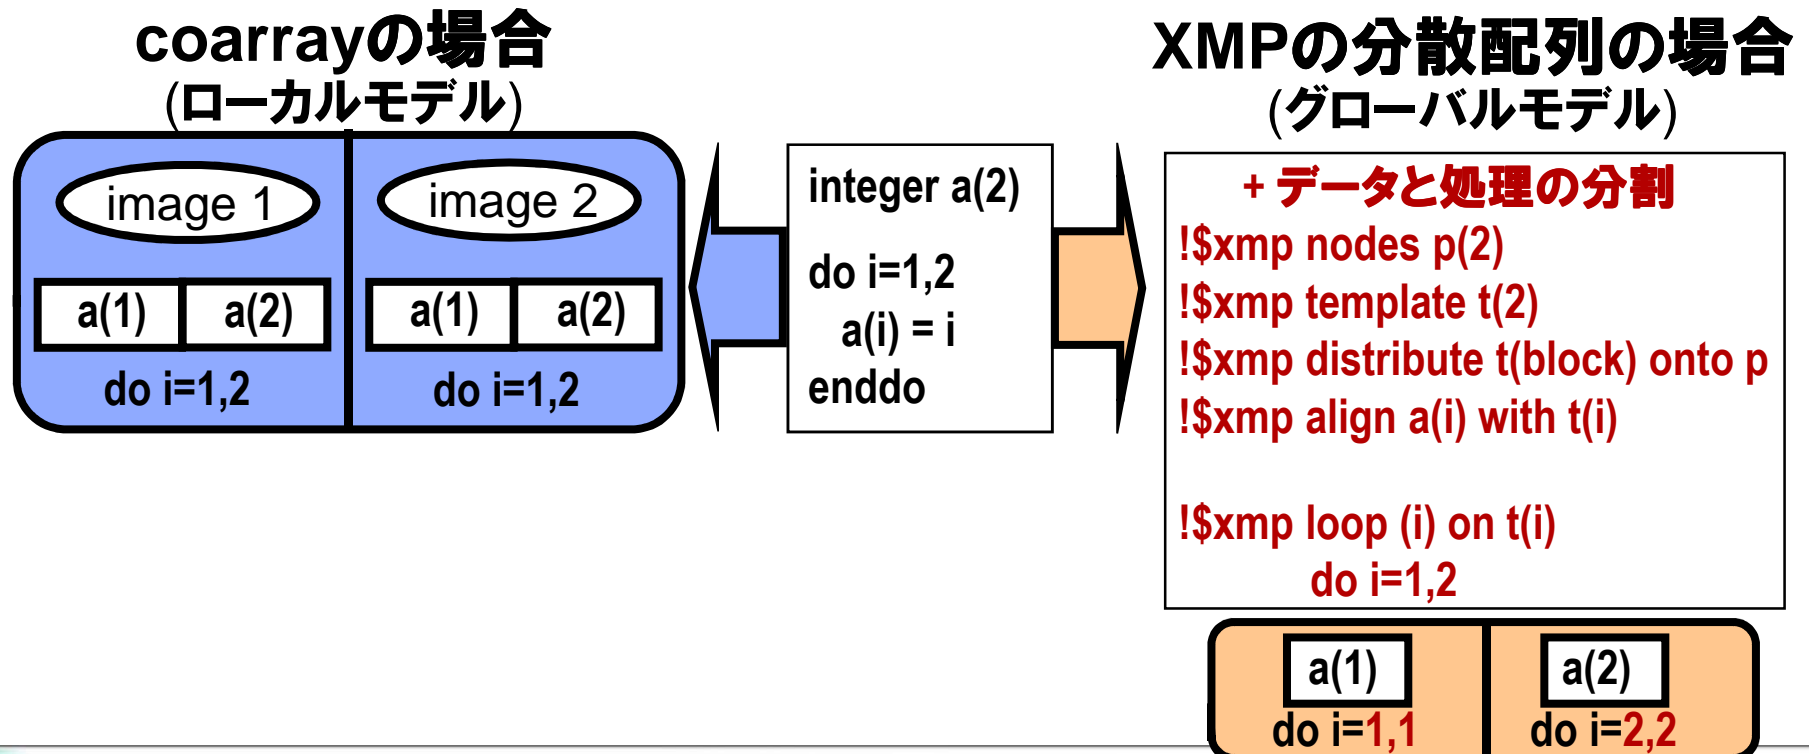 coarrayの場合
(ローカルモデル)
image 1
image 2
a(1) a(2)
a(1) a(2)
do i=1,2
do i=1,2
integer a(2)
do i=1,2
a(i) = i
enddo
XMPの分散配列の場合
(グローバルモデル)
+ データと処理の分割
!$xmp nodes p(2)
!$xmp template t(2)
!$xmp distribute t(block) onto p
!$xmp align a(i) with t(i)
!$xmp loop (i) on t(i)
do i=1,2
a(1)
a(2)
do i=1,1
do i=2,2